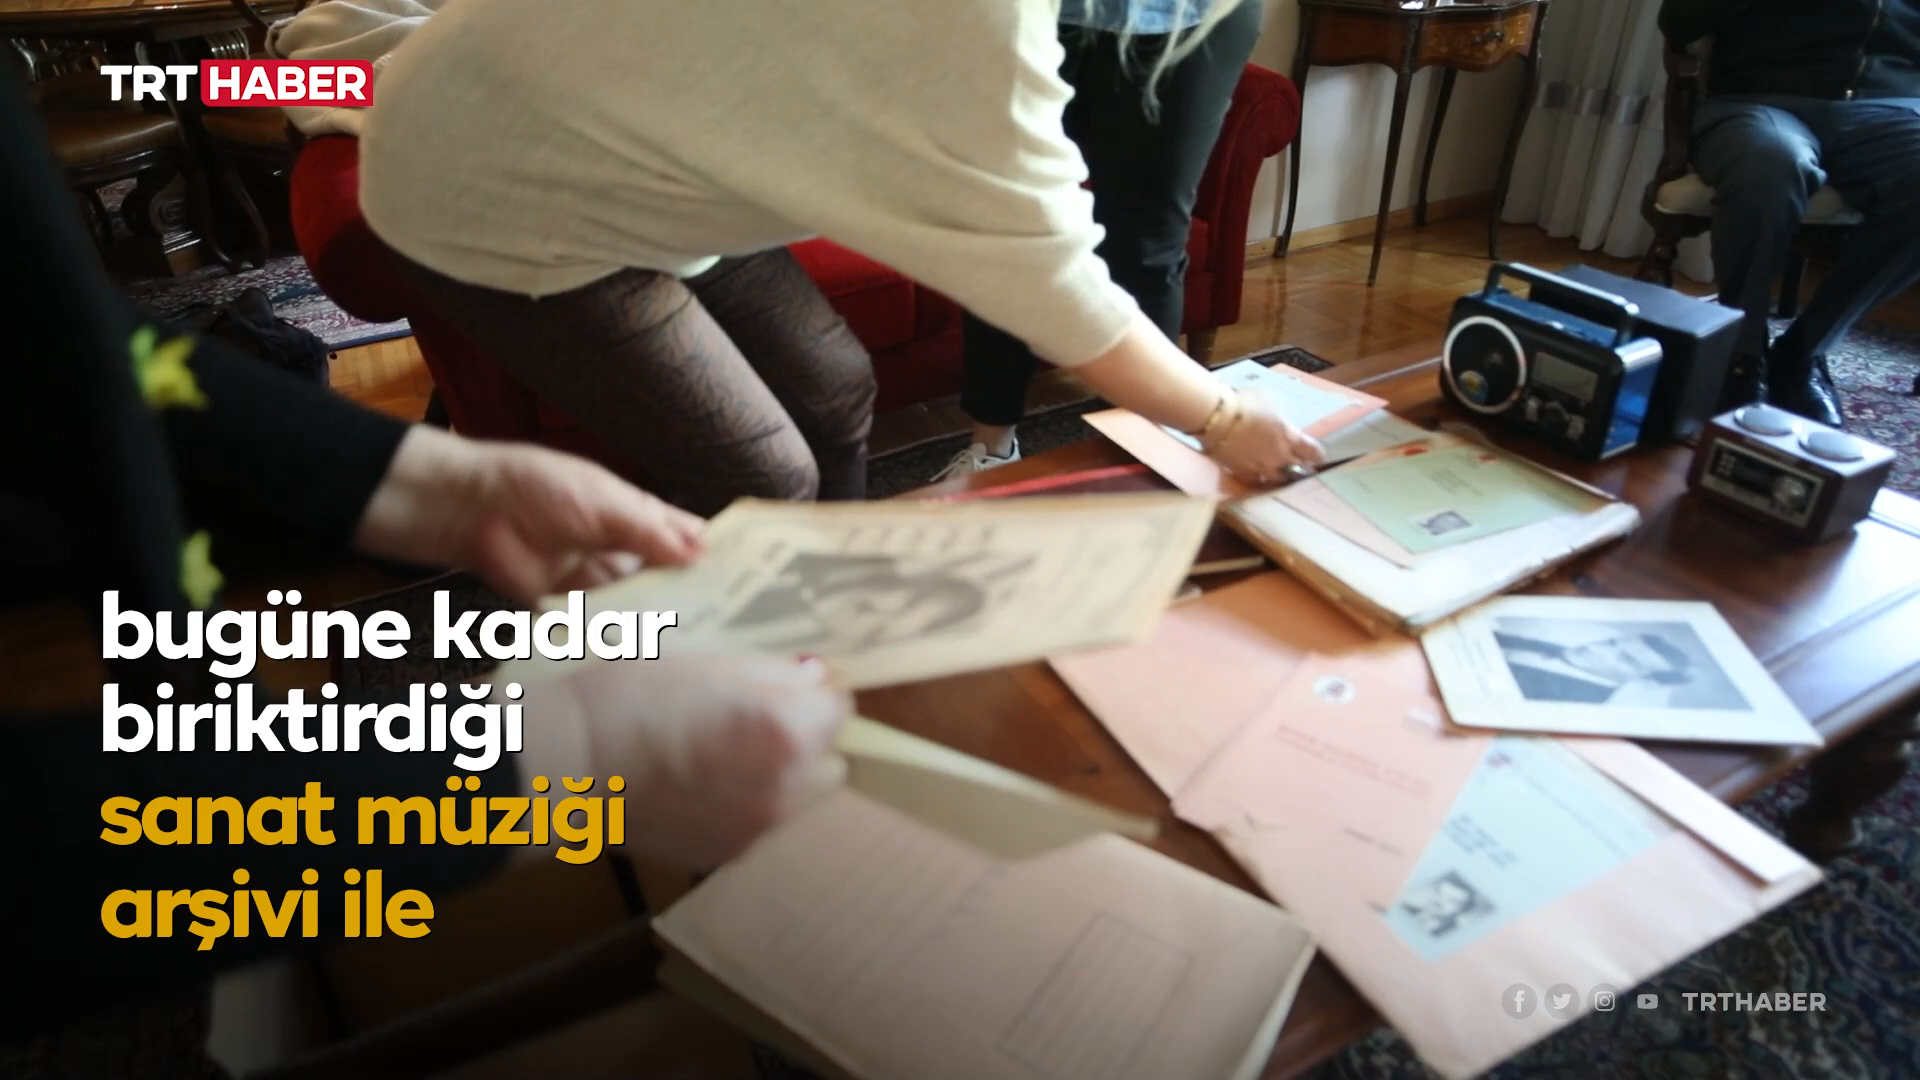 TRT HABER
bugüne kadar
biriktirdiği
sanat müziği
arşivi ile
TRTHABER